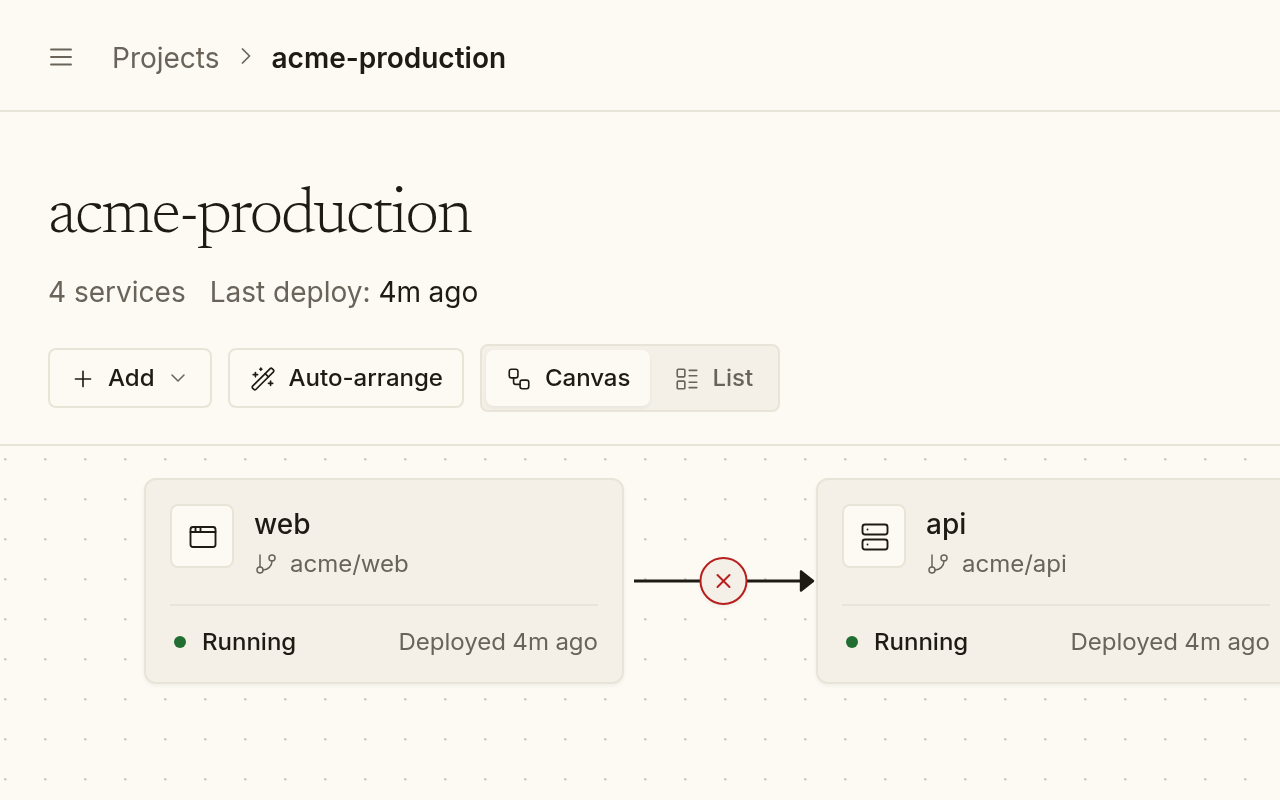 Projects acme-production
acme-production
4 services Last deploy: 4m ago
Add Auto-arrange Canvas List
web
acme/web
Running Deployed 4m ago
api
acme/api
Running Deployed 4m ago